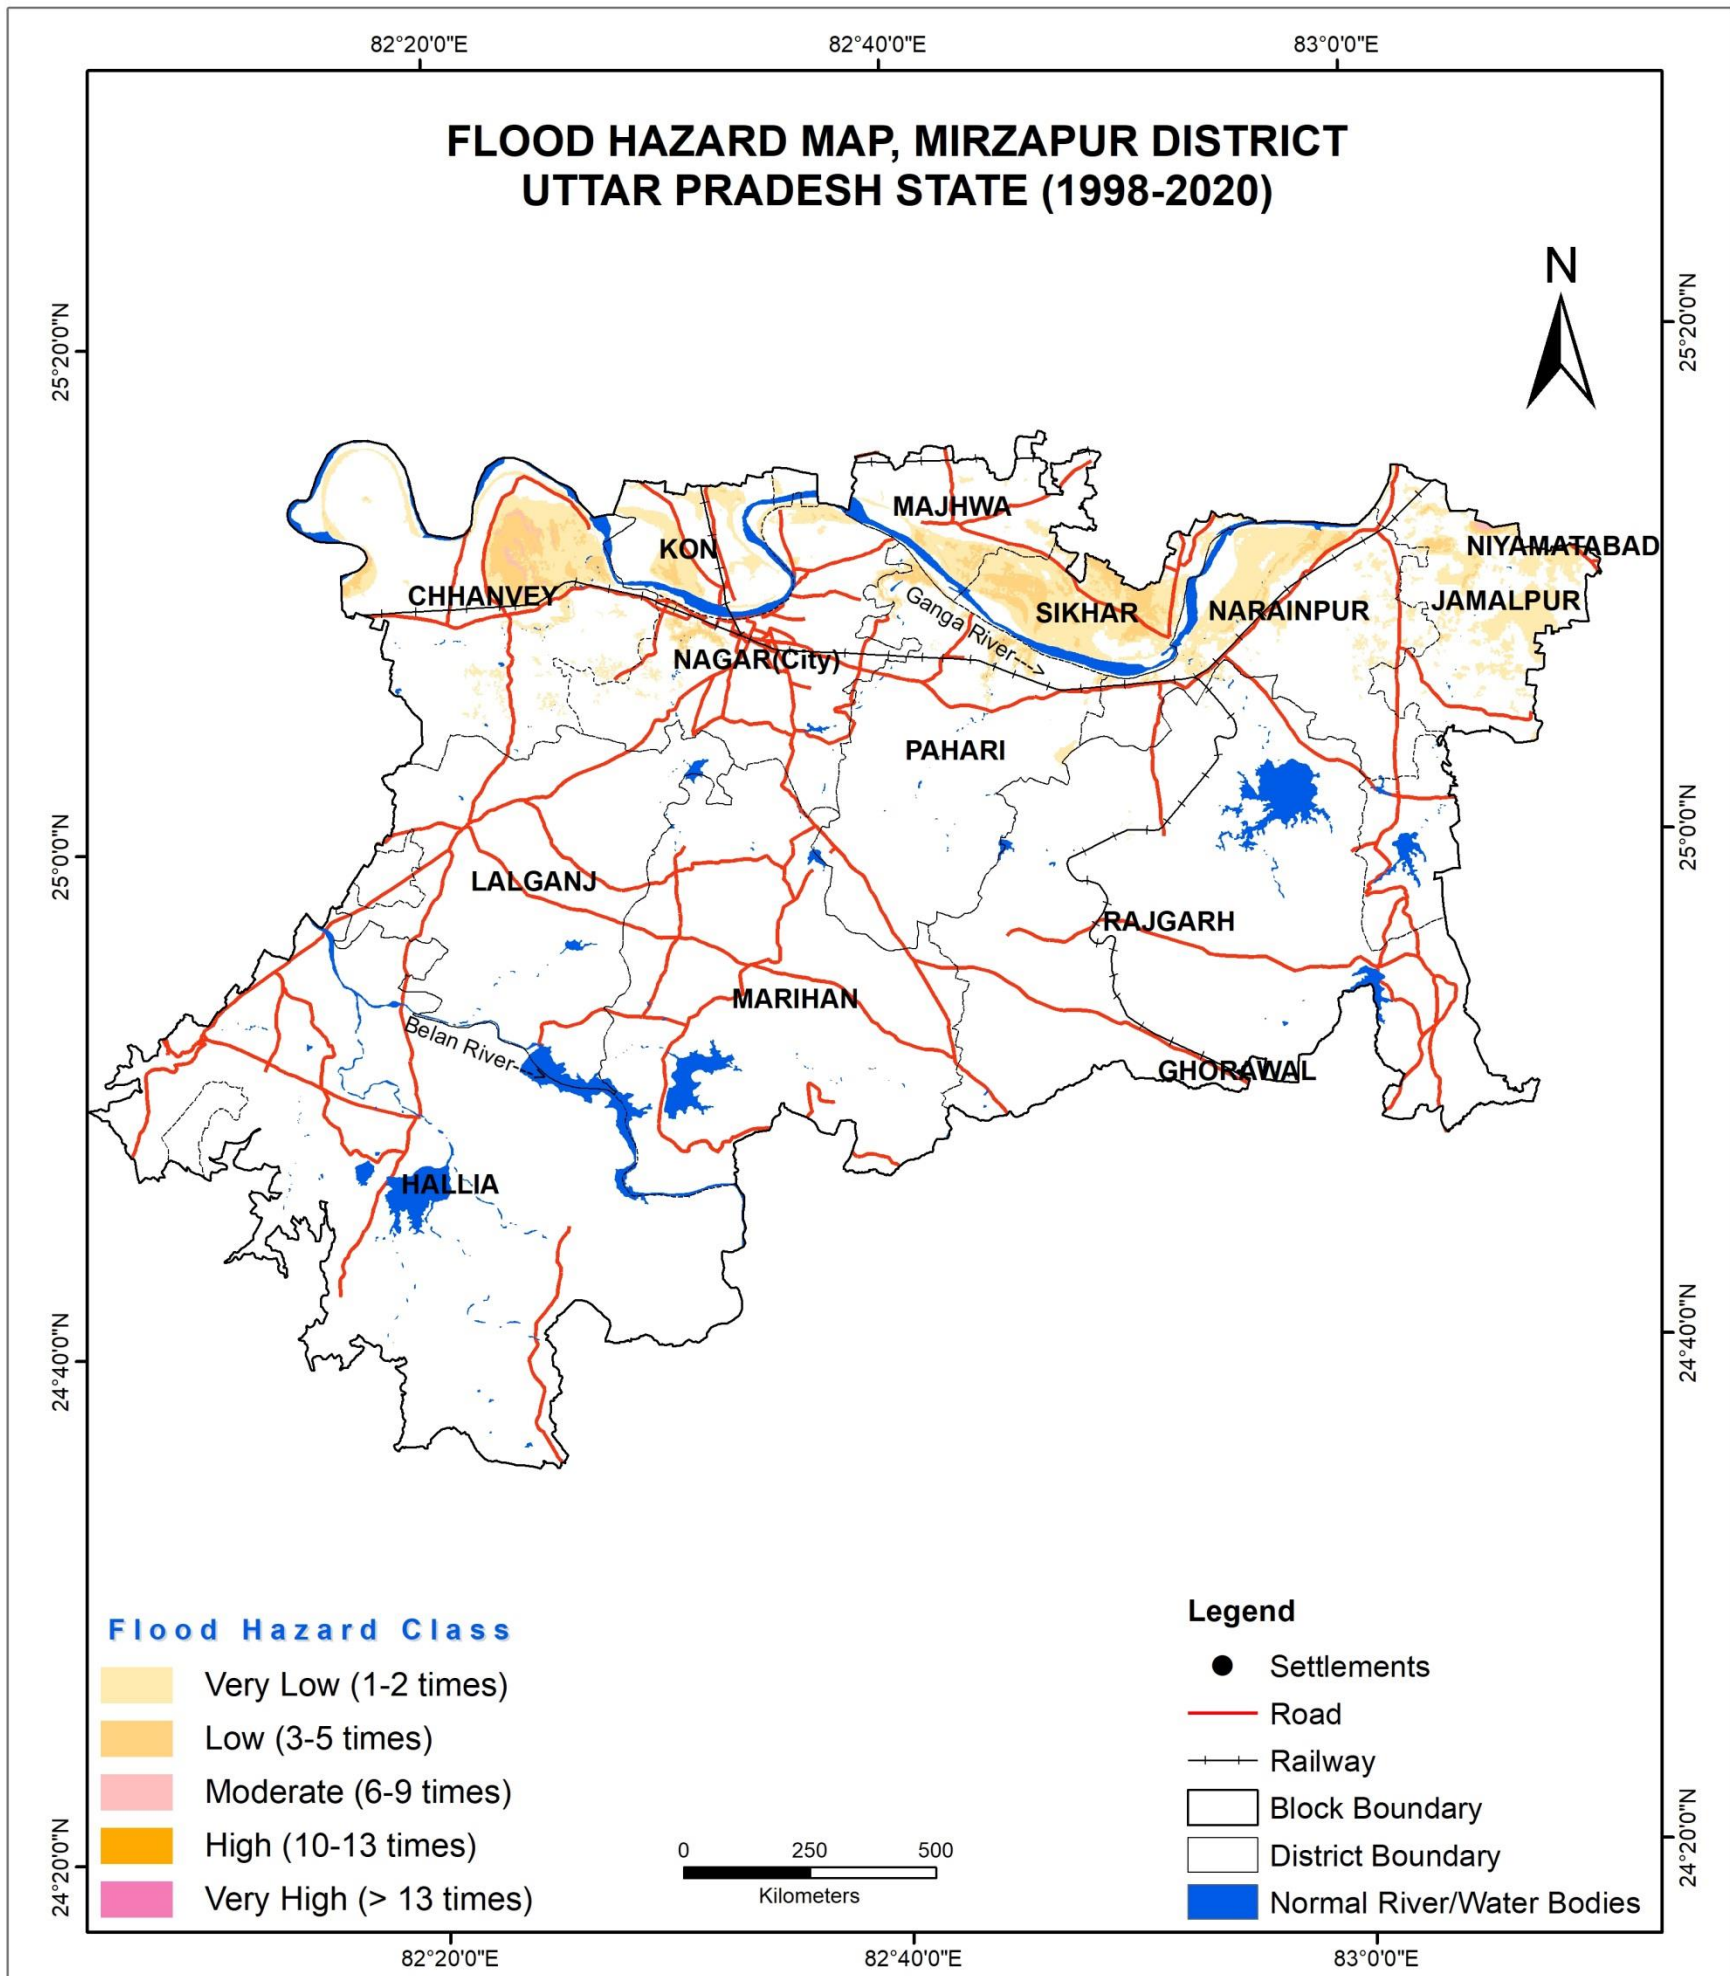 82°20'0"E 82°40'0"E 83°0'0"E
FLOOD HAZARD MAP, MIRZAPUR DISTRICT
UTTAR PRADESH STATE (1998-2020)
N
25°20'0"N
25°20'0"N
MAJHWA
KON
NIYAMATABAD
CHHANVEY
JAMALPUR
SIKHAR
NARAINPUR
Ganga River--->
NAGAR(City)
PAHARI
25°0'0"N
25°0'0"N
LALGANJ
RAJGARH
MARIHAN
Belan River--->
GHORAWAL
HALLIA
24°40'0"N
24°40'0"N
Flood Hazard Class
Very Low (1-2 times)
Low (3-5 times)
Moderate (6-9 times)
High (10-13 times)
Very High (> 13 times)
0 250 500
Kilometers
Legend
Settlements
Road
Railway
Block Boundary
District Boundary
Normal River/Water Bodies
24°20'0"N
24°20'0"N
82°20'0"E 82°40'0"E 83°0'0"E